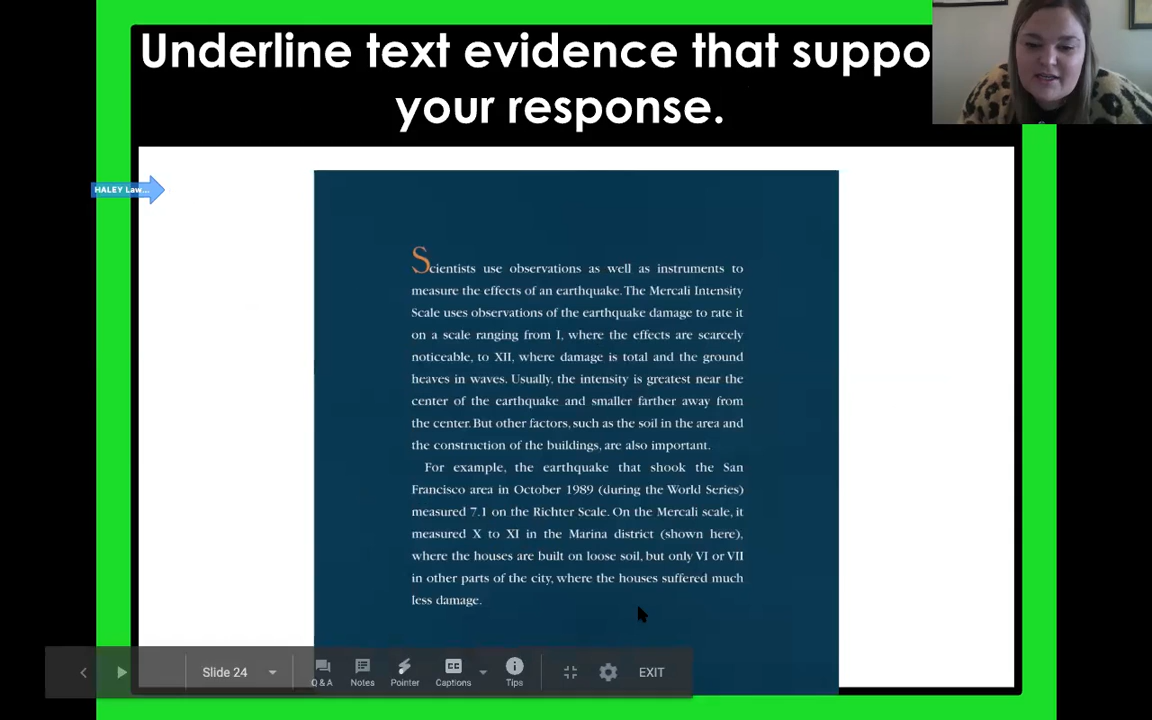 Underline text evidence that suppo
your response.
HALEY Law...
Scientists use observations as well as instruments to
measure the effects of an earthquake. The Mercali Intensity
Scale uses observations of the earthquake damage to rate it
on a scale ranging from I, where the effects are scarcely
noticeable, to XII, where damage is total and the ground
heaves in waves. Usually, the intensity is greatest near the
center of the earthquake and smaller farther away from
the center. But other factors, such as the soil in the area and
the construction of the buildings, are also important.
For example, the earthquake that shook the San
Francisco area in October 1989 (during the World Series)
measured 7.1 on the Richter Scale. On the Mercali scale, it
measured X to XI in the Marina district (shown here),
where the houses are built on loose soil, but only VI or VII
in other parts of the city, where the houses suffered much
less damage.
Slide 24
Q & A
Notes
Pointer
Captions
Tips
EXIT